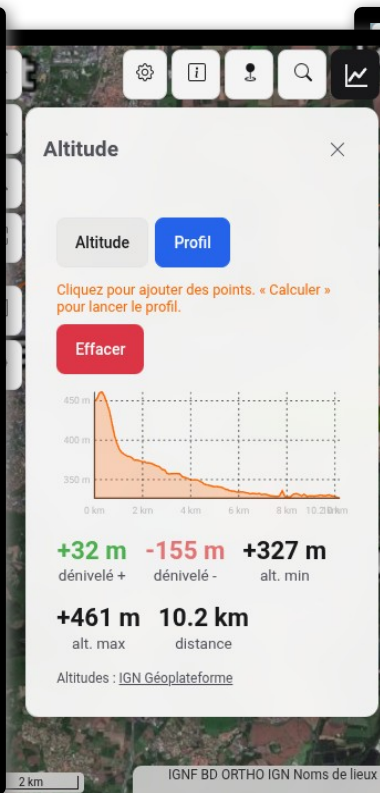 Altitude
Altitude Profil
Cliquez pour ajouter des points. « Calculer »
pour lancer le profil.
Effacer
450 m
400 m
350 m
0 km 2 km 4 km 6 km 8 km
+32 m -155 m +327 m
dénivelé + dénivelé - alt. min
+461 m 10.2 km
alt. max distance
Altitudes : IGN Géoplateforme
2 km
IGNF BD ORTHO IGN Noms de lieux